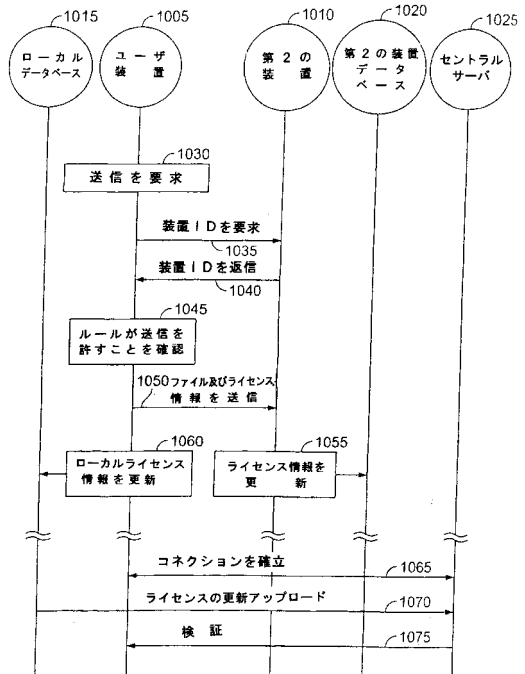 1015
1005
1010
1020
1025
ローカル
データベース
ユーザ
装置
第2の
装置
第2の装置
データ
ベース
セントラル
サーバ
1030
送信を要求
装置IDを要求
1035
装置IDを返信
1040
1045
ルールが送信を
許すことを確認
1050
ファイル及びライセンス
情報を送信
1060
ローカルライセンス
情報を更新
1055
ライセンス情報を
更新
コネクションを確立
1065
ライセンスの更新アップロード
1070
検証
1075